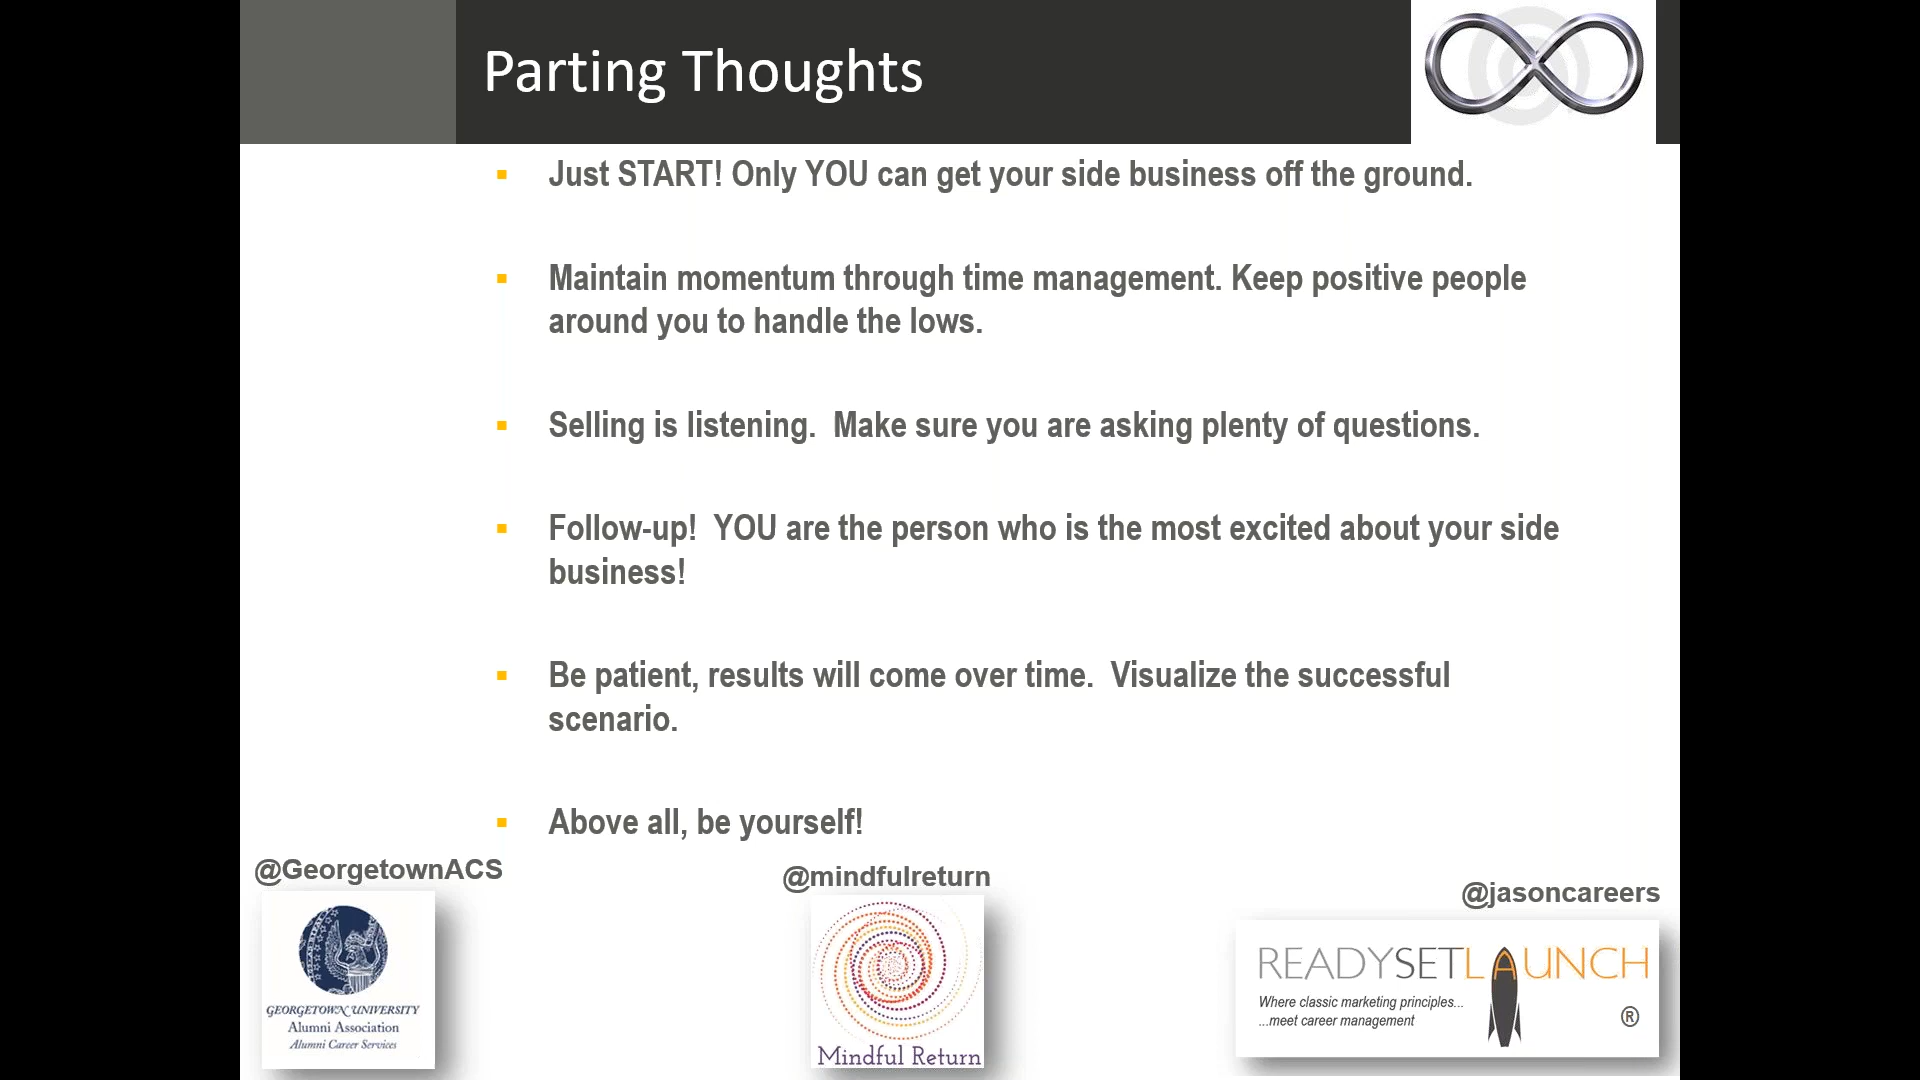 Parting Thoughts
Just START! Only YOU can get your side business off the ground.
Maintain momentum through time management. Keep positive people
around you to handle the lows.
Selling is listening.  Make sure you are asking plenty of questions.
Follow-up!  YOU are the person who is the most excited about your side
business!
Be patient, results will come over time.  Visualize the successful
scenario.
Above all, be yourself!
@GeorgetownACS
@mindfulreturn
@jasoncareers
GEORGETOWN UNIVERSITY
Alumni Association
Alumni Career Services
Mindful Return
READYSETLAUNCH
Where classic marketing principles...
...meet career management
®